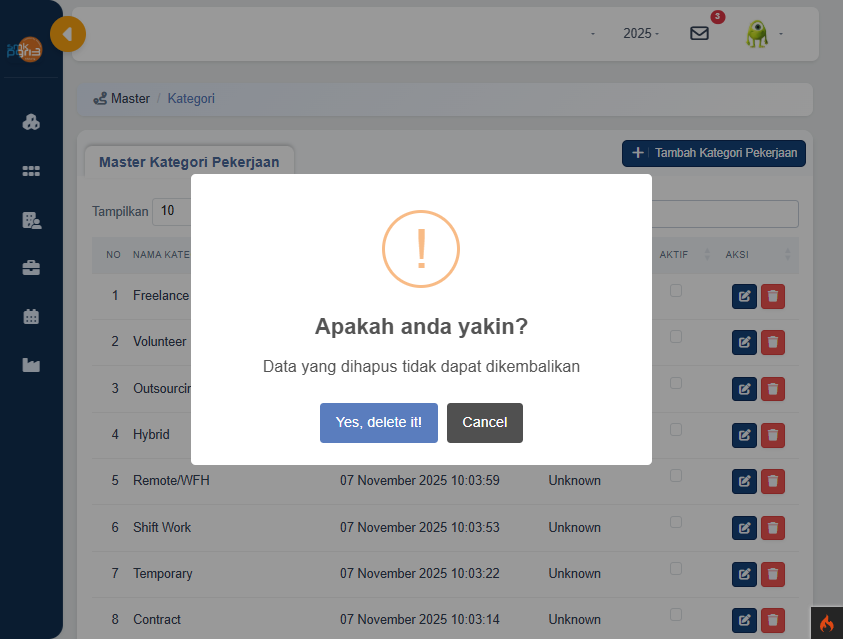 - 2025 - 3 -
Master / Kategori
Master Kategori Pekerjaan
+ Tambah Kategori Pekerjaan
Tampilkan 10
NO NAMA KATE AKTIF AKSI
!
Apakah anda yakin?
Data yang dihapus tidak dapat dikembalikan
Yes, delete it! Cancel
1 Freelance
2 Volunteer
3 Outsourcin
4 Hybrid
5 Remote/WFH 07 November 2025 10:03:59 Unknown
6 Shift Work 07 November 2025 10:03:53 Unknown
7 Temporary 07 November 2025 10:03:22 Unknown
8 Contract 07 November 2025 10:03:14 Unknown